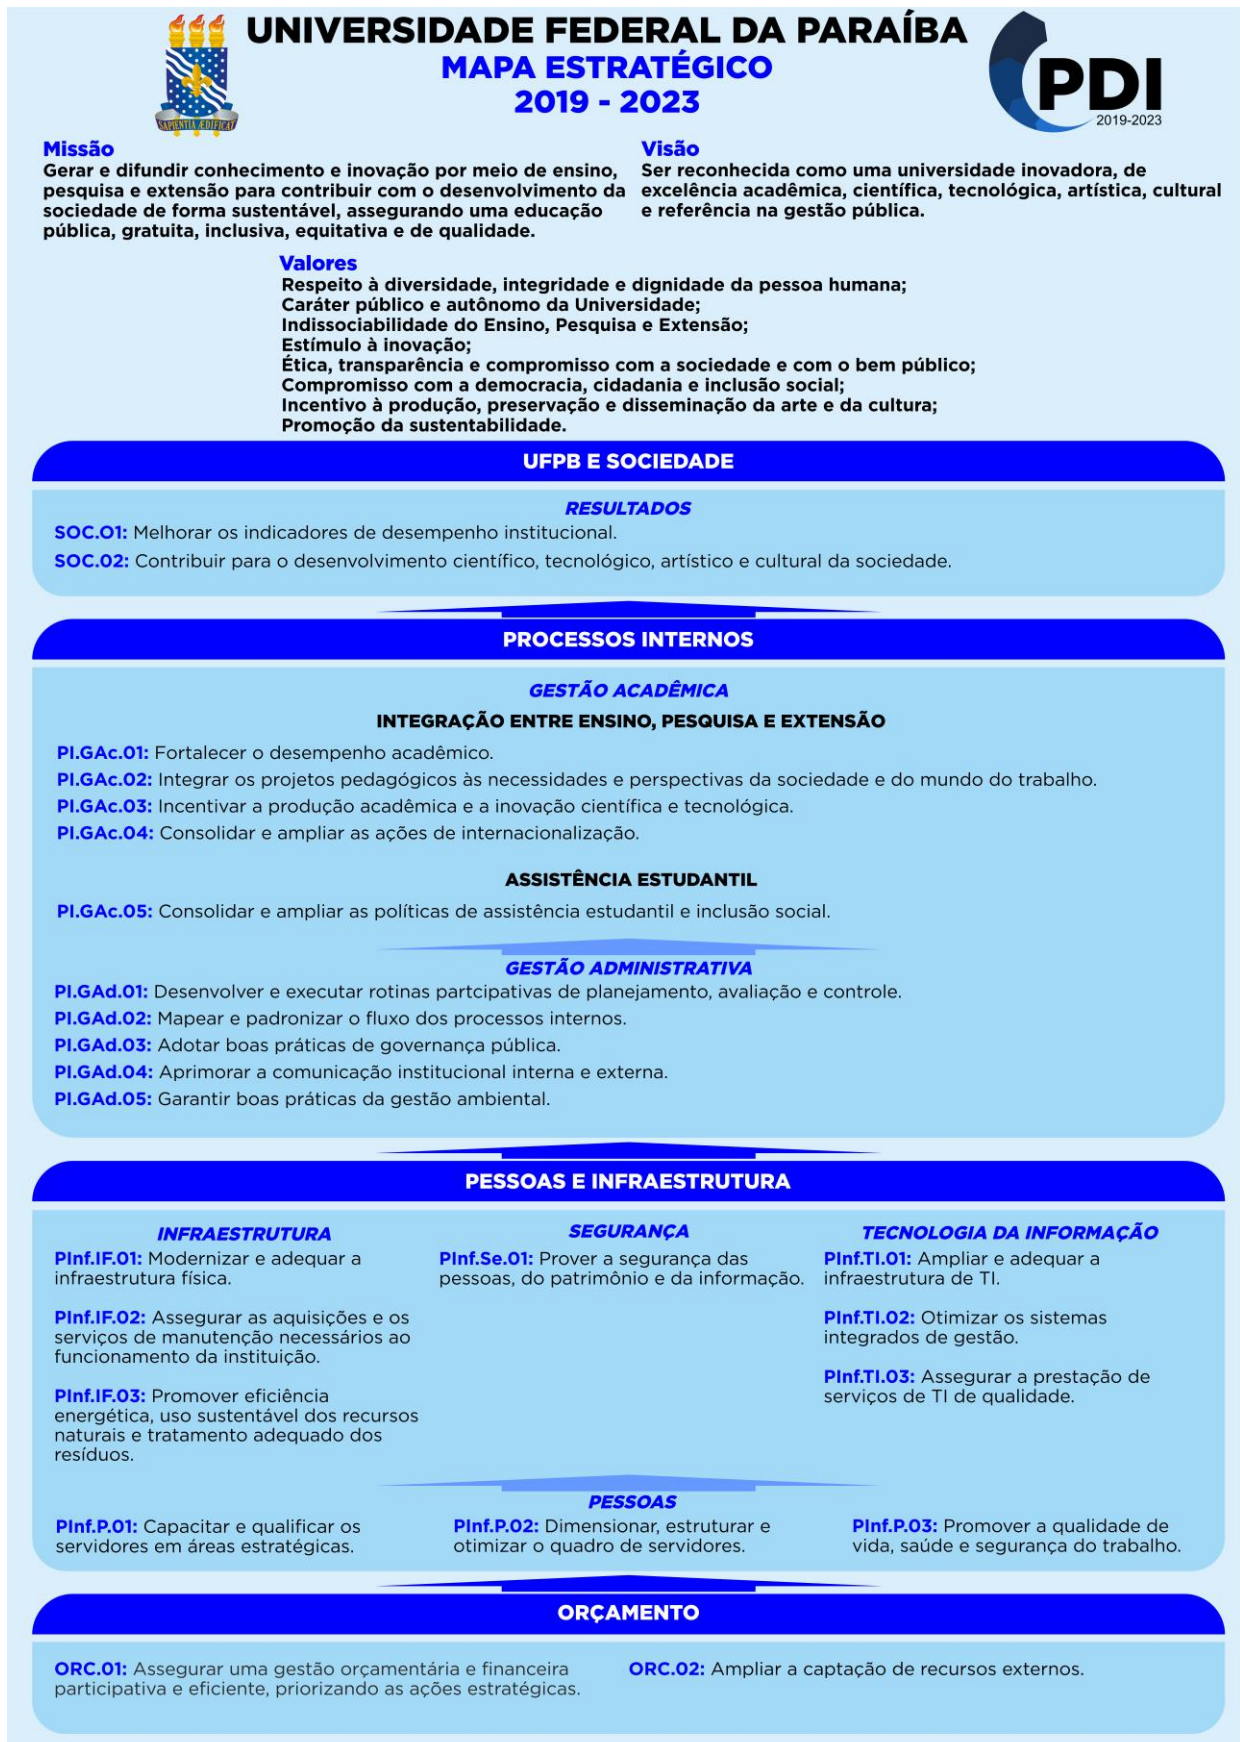 UNIVERSIDADE FEDERAL DA PARAÍBA
MAPA ESTRATÉGICO
2019 - 2023
SAPIENTIA ÆDIFICAT
PDI
2019-2023
Missão
Gerar e difundir conhecimento e inovação por meio de ensino,
pesquisa e extensão para contribuir com o desenvolvimento da
sociedade de forma sustentável, assegurando uma educação
pública, gratuita, inclusiva, equitativa e de qualidade.
Visão
Ser reconhecida como uma universidade inovadora, de
excelência acadêmica, científica, tecnológica, artística, cultural
e referência na gestão pública.
Valores
Respeito à diversidade, integridade e dignidade da pessoa humana;
Caráter público e autônomo da Universidade;
Indissociabilidade do Ensino, Pesquisa e Extensão;
Estímulo à inovação;
Ética, transparência e compromisso com a sociedade e com o bem público;
Compromisso com a democracia, cidadania e inclusão social;
Incentivo à produção, preservação e disseminação da arte e da cultura;
Promoção da sustentabilidade.
UFPB E SOCIEDADE
RESULTADOS
SOC.O1: Melhorar os indicadores de desempenho institucional.
SOC.02: Contribuir para o desenvolvimento científico, tecnológico, artístico e cultural da sociedade.
PROCESSOS INTERNOS
GESTÃO ACADÊMICA
INTEGRAÇÃO ENTRE ENSINO, PESQUISA E EXTENSÃO
PI.GAc.01: Fortalecer o desempenho acadêmico.
PI.GAc.02: Integrar os projetos pedagógicos às necessidades e perspectivas da sociedade e do mundo do trabalho.
PI.GAc.03: Incentivar a produção acadêmica e a inovação científica e tecnológica.
PI.GAc.04: Consolidar e ampliar as ações de internacionalização.
ASSISTÊNCIA ESTUDANTIL
PI.GAc.05: Consolidar e ampliar as políticas de assistência estudantil e inclusão social.
GESTÃO ADMINISTRATIVA
PI.GAd.01: Desenvolver e executar rotinas partcipativas de planejamento, avaliação e controle.
PI.GAd.02: Mapear e padronizar o fluxo dos processos internos.
PI.GAd.03: Adotar boas práticas de governança pública.
PI.GAd.04: Aprimorar a comunicação institucional interna e externa.
PI.GAd.05: Garantir boas práticas da gestão ambiental.
PESSOAS E INFRAESTRUTURA
INFRAESTRUTURA
PInf.IF.01: Modernizar e adequar a
infraestrutura física.
PInf.IF.02: Assegurar as aquisições e os
serviços de manutenção necessários ao
funcionamento da instituição.
PInf.IF.03: Promover eficiência
energética, uso sustentável dos recursos
naturais e tratamento adequado dos
resíduos.
SEGURANÇA
PInf.Se.01: Prover a segurança das
pessoas, do patrimônio e da informação.
TECNOLOGIA DA INFORMAÇÃO
PInf.TI.01: Ampliar e adequar a
infraestrutura de TI.
PInf.TI.02: Otimizar os sistemas
integrados de gestão.
PInf.TI.03: Assegurar a prestação de
serviços de TI de qualidade.
PESSOAS
PInf.P.01: Capacitar e qualificar os
servidores em áreas estratégicas.
PInf.P.02: Dimensionar, estruturar e
otimizar o quadro de servidores.
PInf.P.03: Promover a qualidade de
vida, saúde e segurança do trabalho.
ORÇAMENTO
ORC.01: Assegurar uma gestão orçamentária e financeira
participativa e eficiente, priorizando as ações estratégicas.
ORC.02: Ampliar a captação de recursos externos.